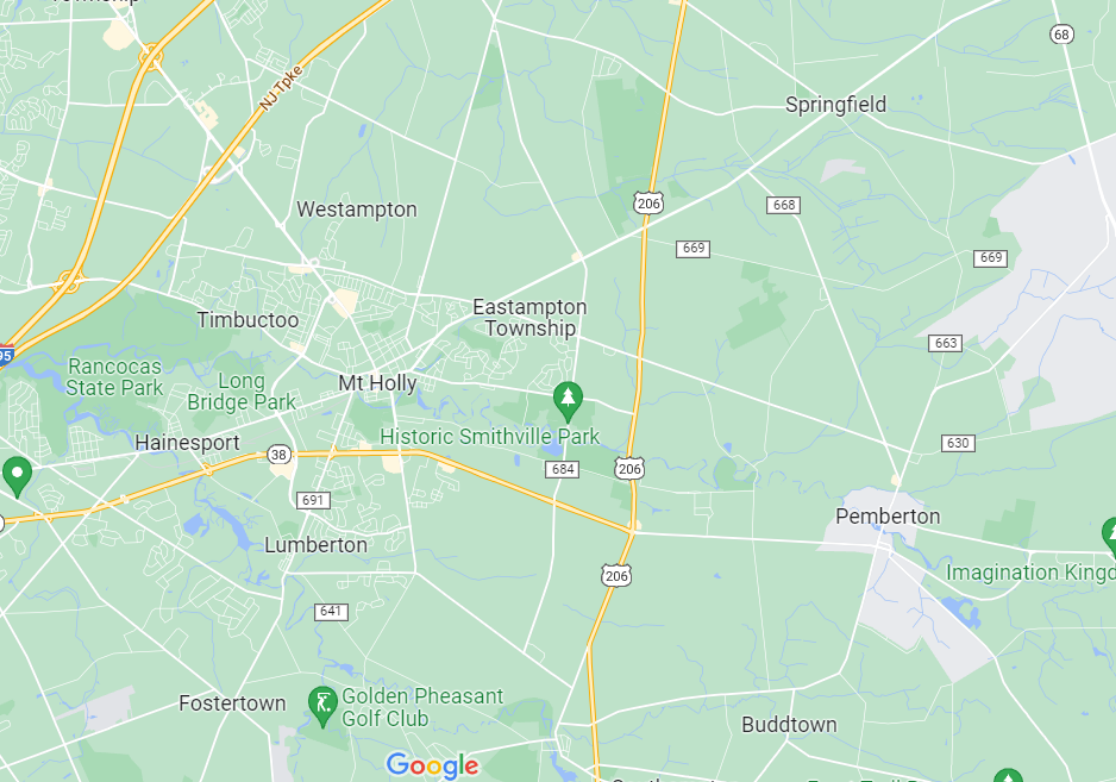 Township
68
NJ Tpke
Springfield
206
668
Westampton
669
669
Eastampton
Township
Timbuctoo
663
95
Rancocas
State Park
Long
Bridge Park
Mt Holly
Historic Smithville Park
Hainesport
38
684
206
630
691
Pemberton
Lumberton
206
Imagination Kingd
641
Fostertown
Golden Pheasant
Golf Club
Buddtown
Google